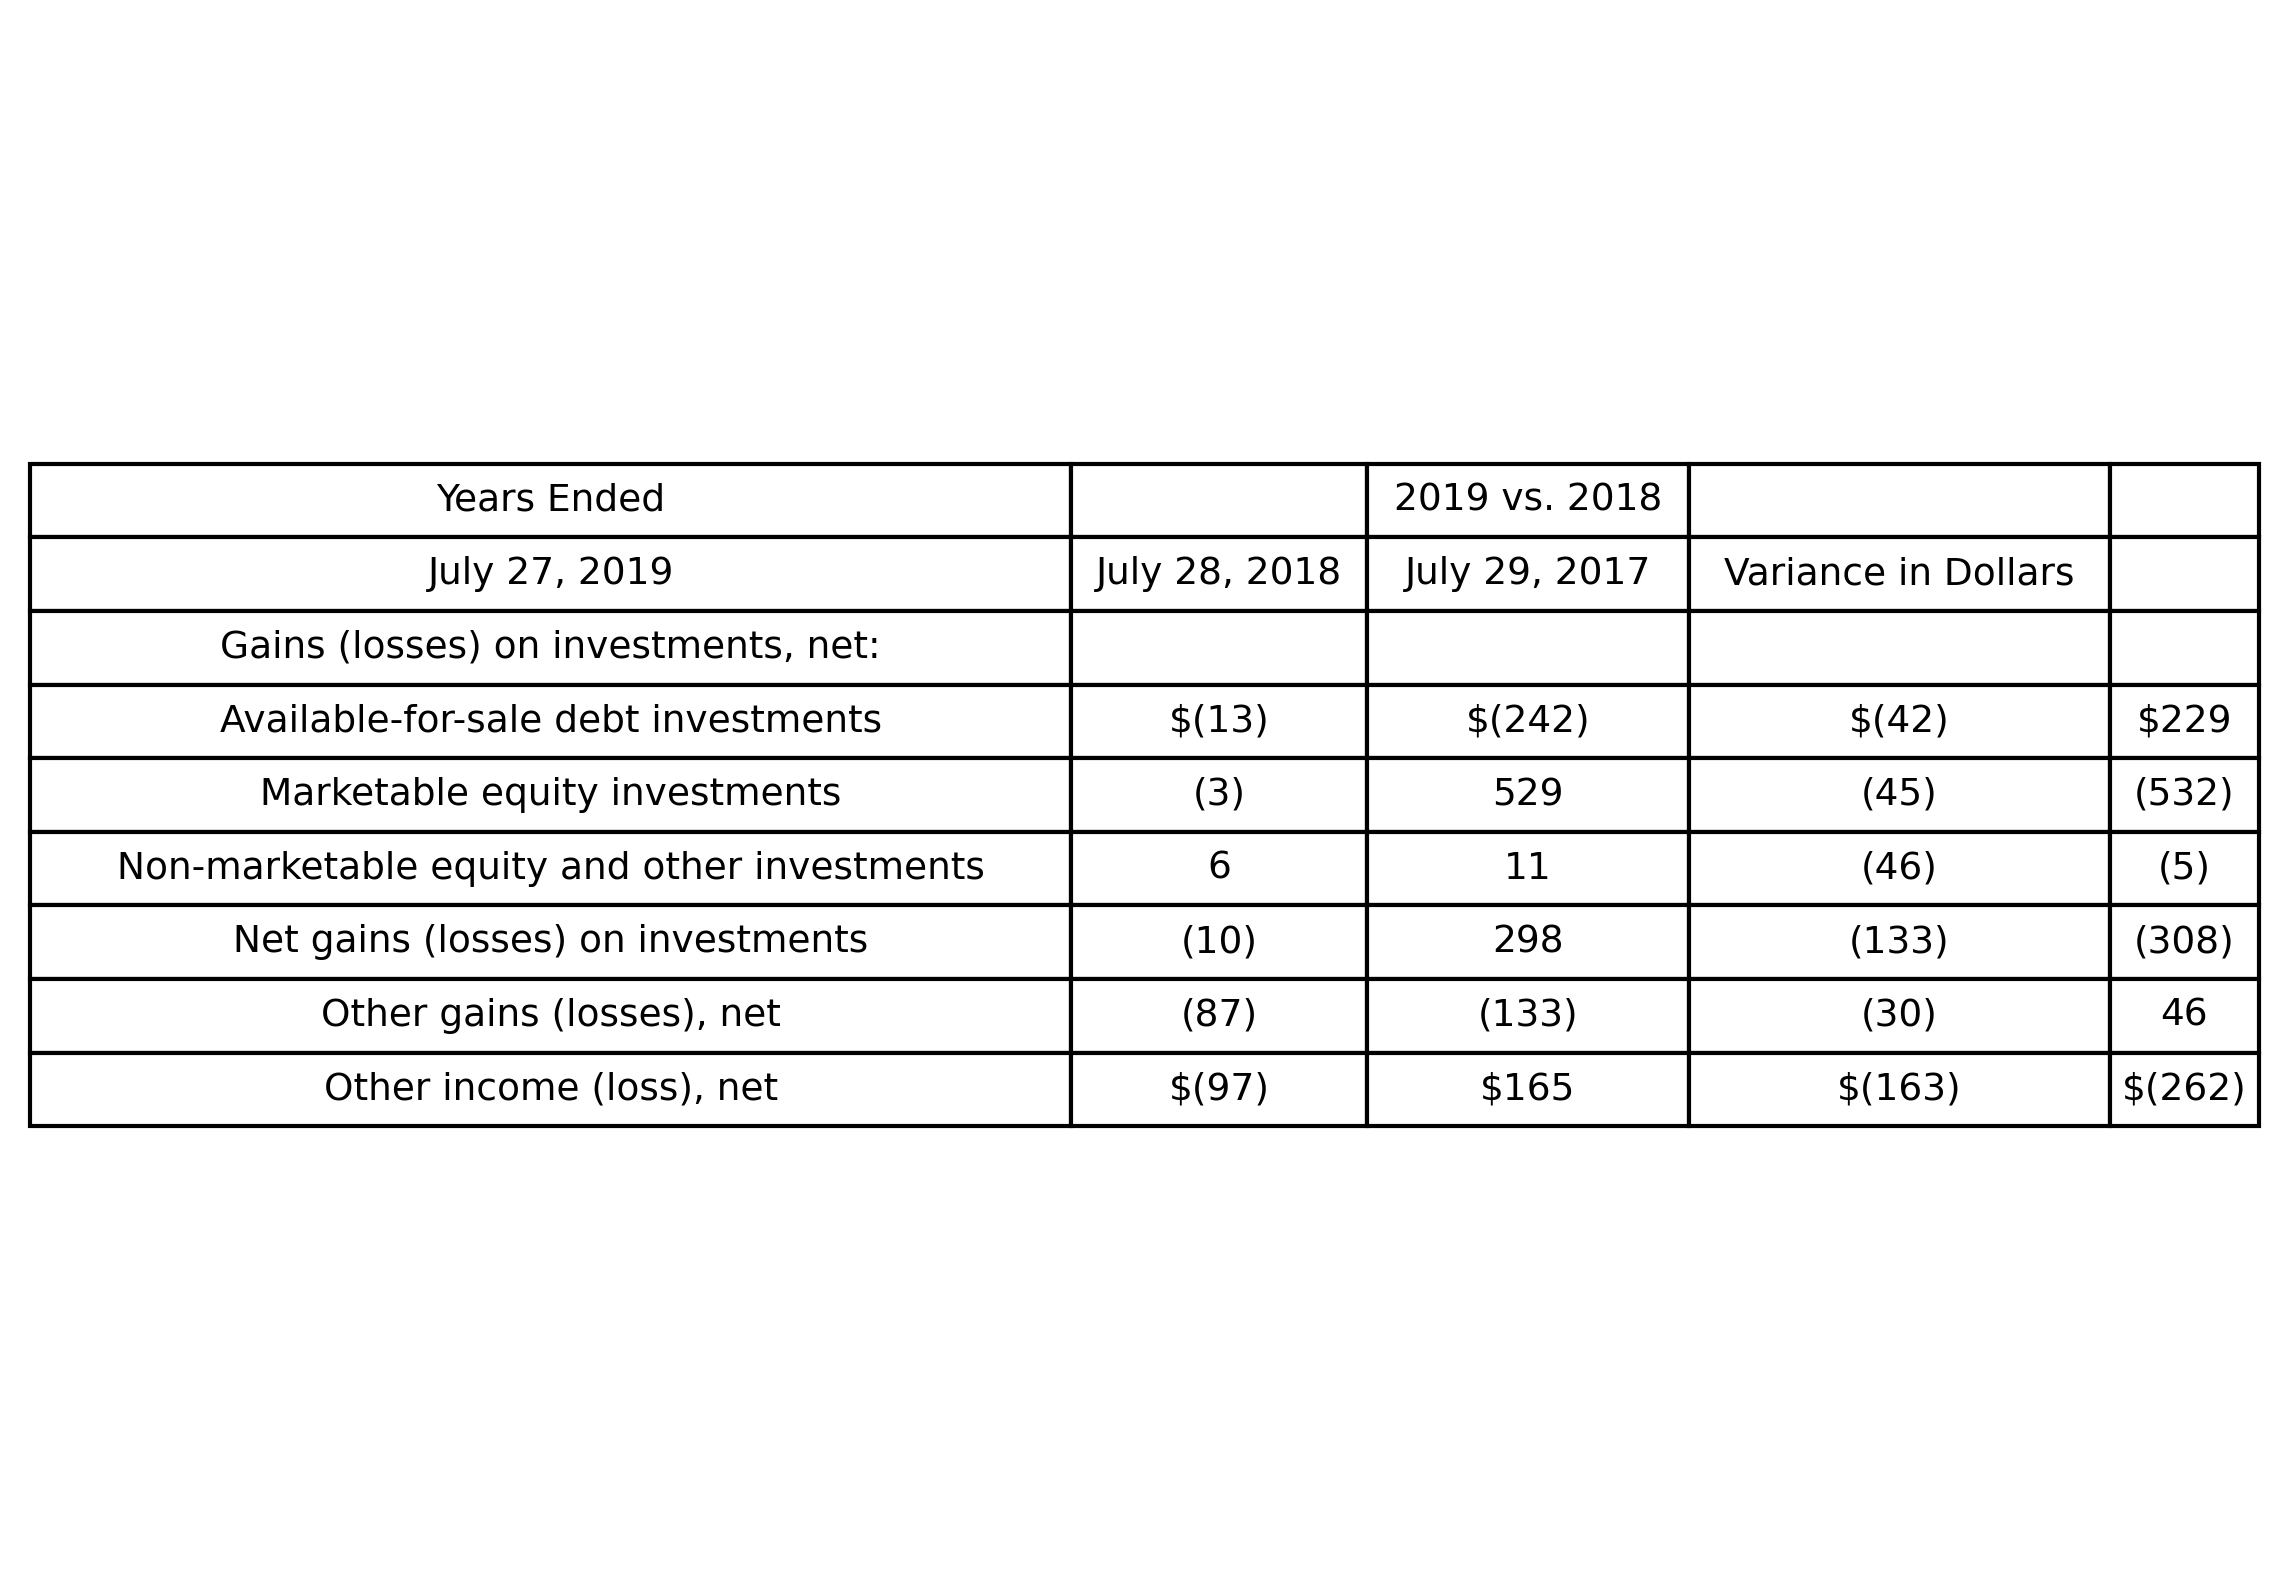 Years Ended 2019 vs. 2018
July 27, 2019 July 28, 2018 July 29, 2017 Variance in Dollars
Gains (losses) on investments, net:
Available-for-sale debt investments $(13) $(242) $(42) $229
Marketable equity investments (3) 529 (45) (532)
Non-marketable equity and other investments 6 11 (46) (5)
Net gains (losses) on investments (10) 298 (133) (308)
Other gains (losses), net (87) (133) (30) 46
Other income (loss), net $(97) $165 $(163) $(262)